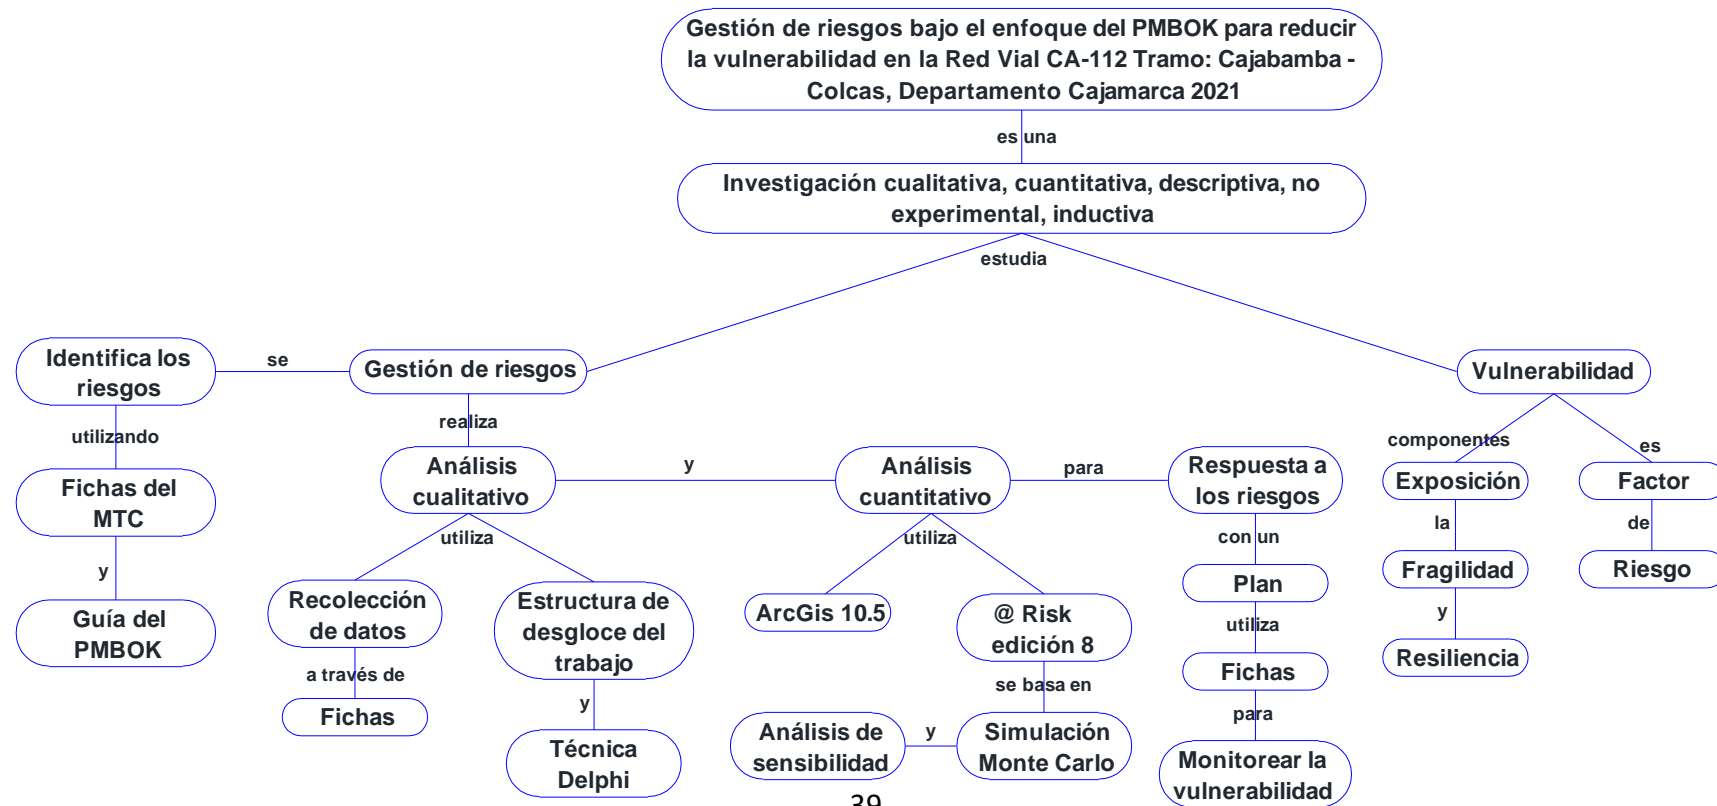 Gestión de riesgos bajo el enfoque del PMBOK para reducir
la vulnerabilidad en la Red Vial CA-112 Tramo: Cajabamba -
Colcas, Departamento Cajamarca 2021
es una
Investigación cualitativa, cuantitativa, descriptiva, no
experimental, inductiva
estudia
Identifica los
riesgos
se
Gestión de riesgos
Vulnerabilidad
utilizando
realiza
componentes
es
Fichas del
MTC
Análisis
cualitativo
y
Análisis
cuantitativo
para
Respuesta a
los riesgos
Exposición
Factor
y
utiliza
utiliza
con un
la
de
Guía del
PMBOK
Recolección
de datos
Estructura de
desgloce del
trabajo
ArcGis 10.5
@ Risk
edición 8
Plan
Fragilidad
Riesgo
utiliza
y
a través de
y
se basa en
Fichas
Resiliencia
Fichas
para
Técnica
Delphi
Análisis de
sensibilidad
y
Simulación
Monte Carlo
Monitorear la
vulnerabilidad
39